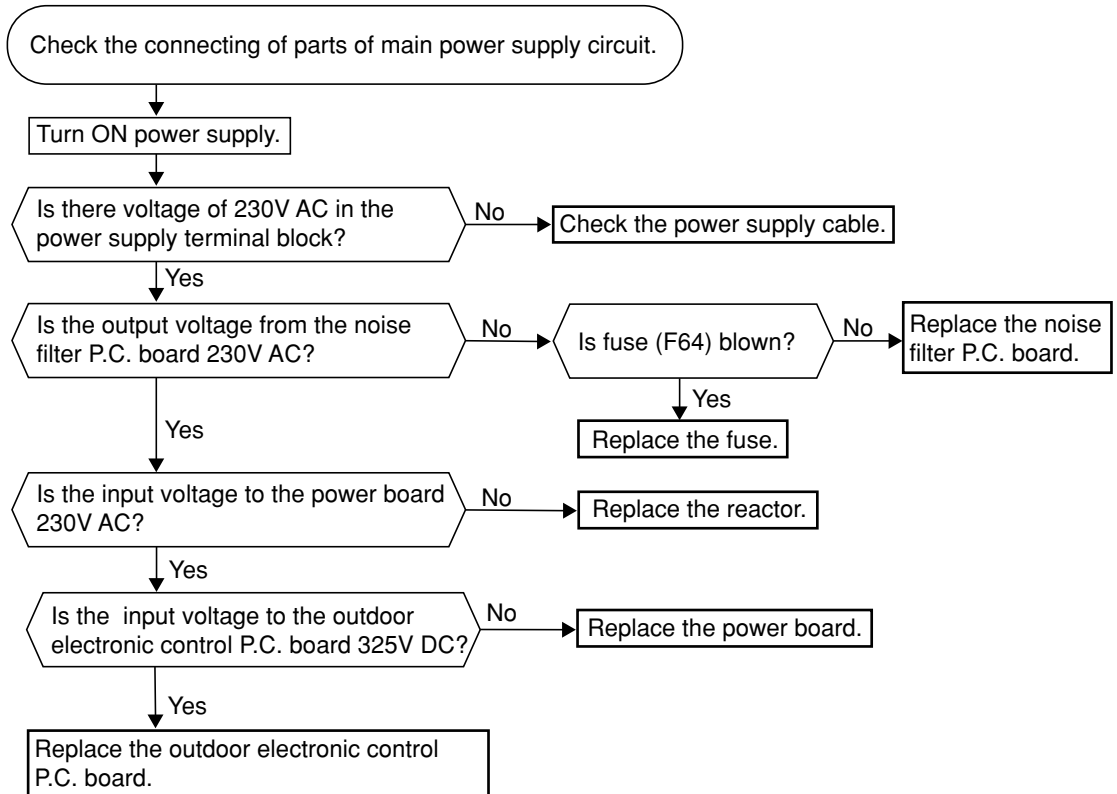 Check the connecting of parts of main power supply circuit.
Turn ON power supply.
Is there voltage of 230V AC in the
power supply terminal block?
No
Check the power supply cable.
Yes
Is the output voltage from the noise
filter P.C. board 230V AC?
No
Is fuse (F64) blown?
No
Replace the noise
filter P.C. board.
Yes
Replace the fuse.
Yes
Is the input voltage to the power board
230V AC?
No
Replace the reactor.
Yes
Is the input voltage to the outdoor
electronic control P.C. board 325V DC?
No
Replace the power board.
Yes
Replace the outdoor electronic control
P.C. board.